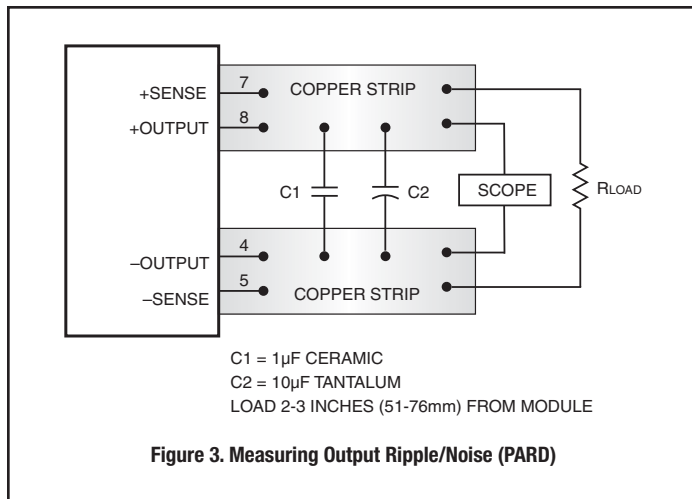 +SENSE 7 COPPER STRIP
+OUTPUT 8
C1 C2 SCOPE RLOAD
–OUTPUT 4
–SENSE 5 COPPER STRIP
C1 = 1µF CERAMIC
C2 = 10µF TANTALUM
LOAD 2-3 INCHES (51-76mm) FROM MODULE
Figure 3. Measuring Output Ripple/Noise (PARD)